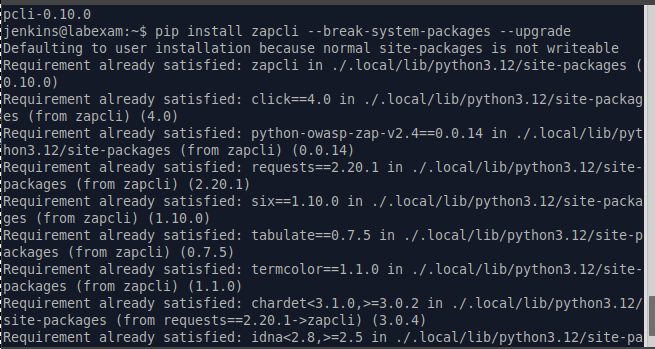 pcli-0.10.0
jenkins@labexam:~$ pip install zapcli --break-system-packages --upgrade
Defaulting to user installation because normal site-packages is not writeable
Requirement already satisfied: zapcli in ./.local/lib/python3.12/site-packages (
0.10.0)
Requirement already satisfied: click==4.0 in ./.local/lib/python3.12/site-packag
es (from zapcli) (4.0)
Requirement already satisfied: python-owasp-zap-v2.4==0.0.14 in ./.local/lib/pyt
hon3.12/site-packages (from zapcli) (0.0.14)
Requirement already satisfied: requests==2.20.1 in ./.local/lib/python3.12/site-
packages (from zapcli) (2.20.1)
Requirement already satisfied: six==1.10.0 in ./.local/lib/python3.12/site-packa
ges (from zapcli) (1.10.0)
Requirement already satisfied: tabulate==0.7.5 in ./.local/lib/python3.12/site-p
ackages (from zapcli) (0.7.5)
Requirement already satisfied: termcolor==1.1.0 in ./.local/lib/python3.12/site-
packages (from zapcli) (1.1.0)
Requirement already satisfied: chardet<3.1.0,>=3.0.2 in ./.local/lib/python3.12/
site-packages (from requests==2.20.1->zapcli) (3.0.4)
Requirement already satisfied: idna<2.8,>=2.5 in ./.local/lib/python3.12/site-pa